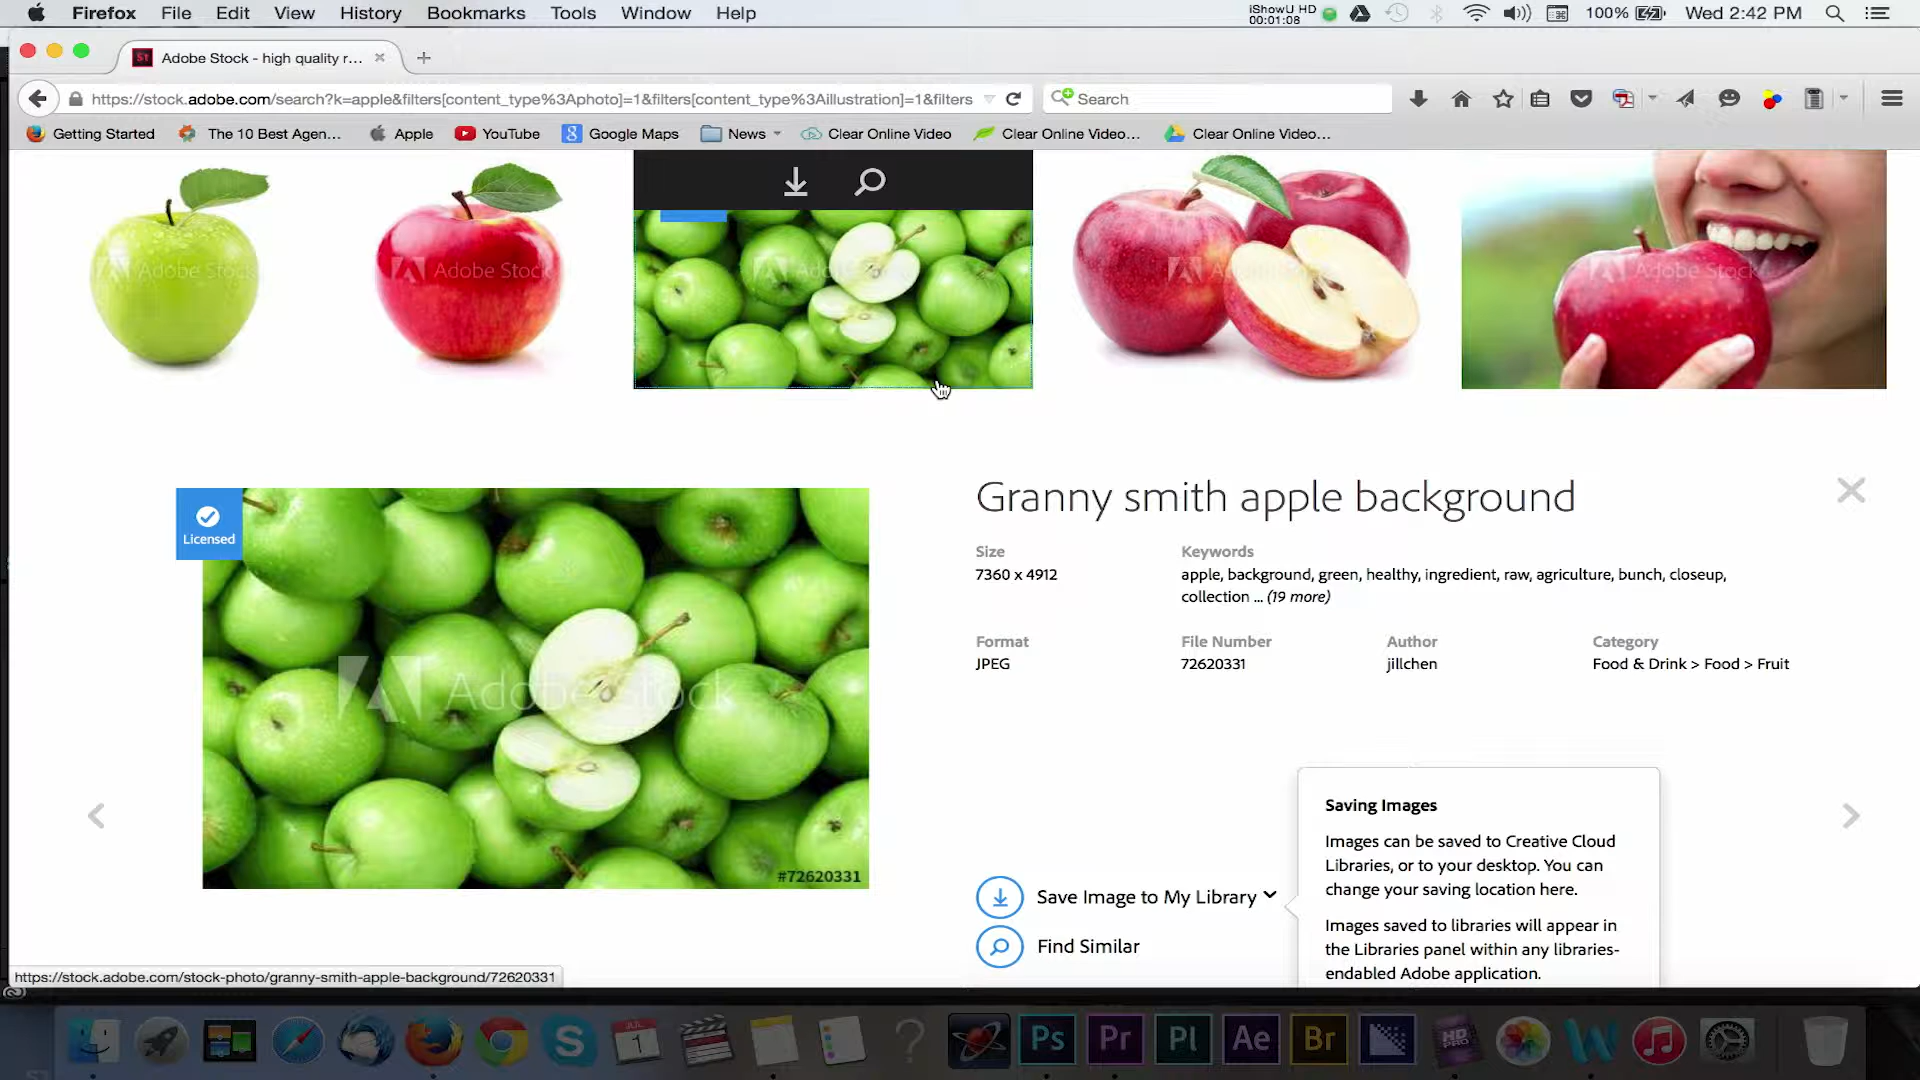 Firefox File Edit View History Bookmarks Tools Window Help
iShowU HD
00:01:08
100%
Wed 2:42 PM
St Adobe Stock - high quality r...
https://stock.adobe.com/search?k=apple&filters[content_type%3Aphoto]=1&filters[content_type%3Aillustration]=1&filters
Search
Getting Started The 10 Best Agen... Apple YouTube Google Maps News Clear Online Video Clear Online Video... Clear Online Video...
Adobe Stock
Adobe Stock
Adobe Stock
Licensed
Adobe Stock
#72620331
Granny smith apple background
Size
7360 x 4912
Keywords
apple, background, green, healthy, ingredient, raw, agriculture, bunch, closeup,
collection ... (19 more)
Format
JPEG
File Number
72620331
Author
jillchen
Category
Food & Drink > Food > Fruit
Save Image to My Library
Find Similar
Saving Images
Images can be saved to Creative Cloud
Libraries, or to your desktop. You can
change your saving location here.
Images saved to libraries will appear in
the Libraries panel within any libraries-
endabled Adobe application.
https://stock.adobe.com/stock-photo/granny-smith-apple-background/72620331
JUL
1
Ps Pr Pl Ae Br
HD
PRO